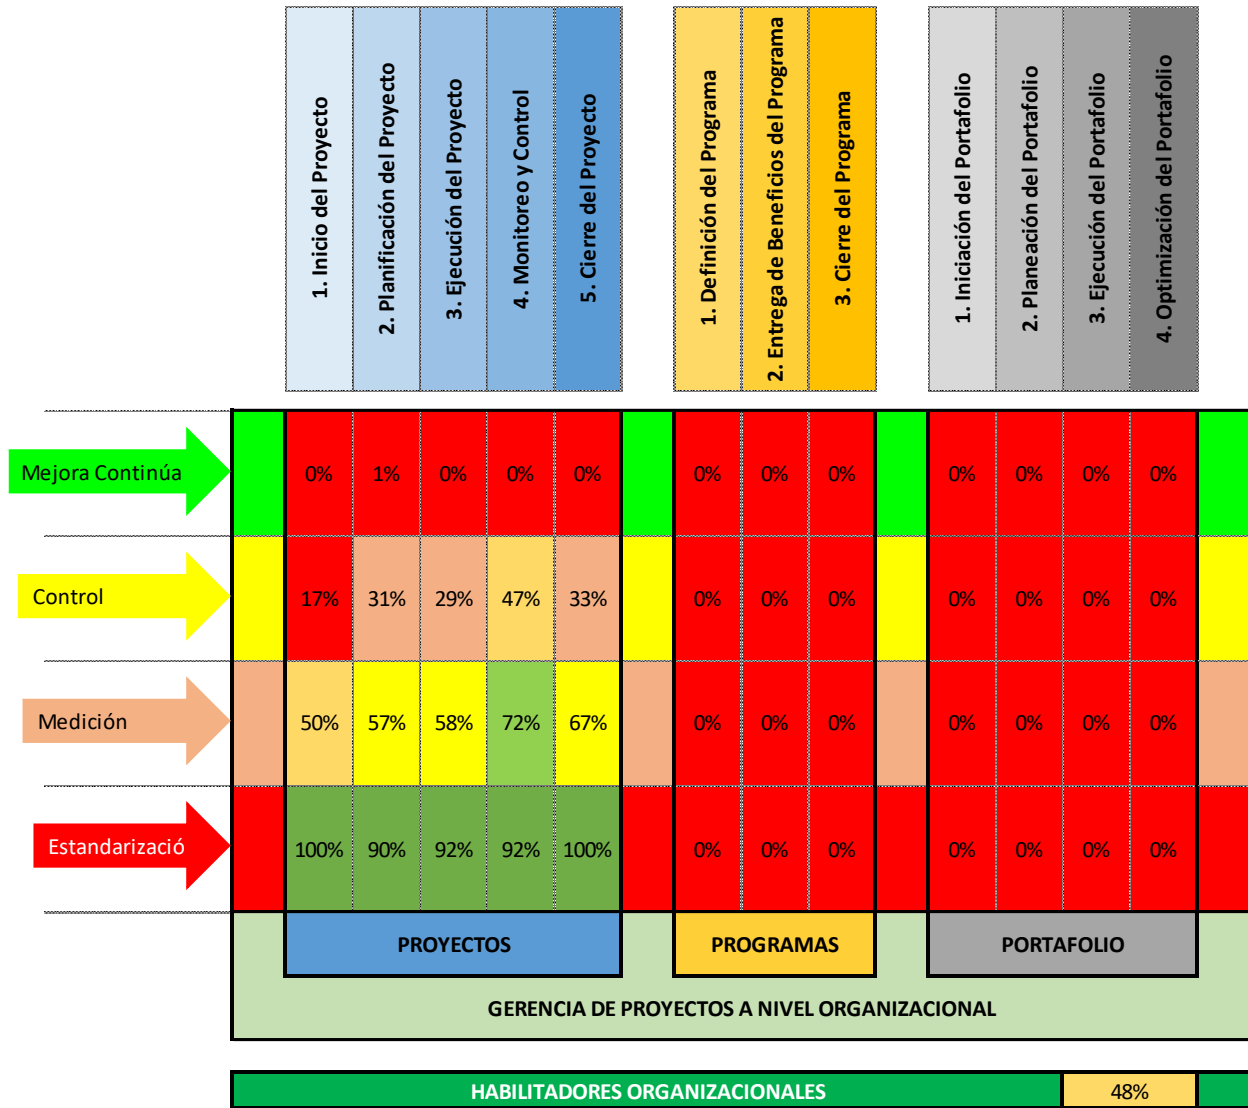 1. Inicio del Proyecto
2. Planificación del Proyecto
3. Ejecución del Proyecto
4. Monitoreo y Control
5. Cierre del Proyecto
1. Definición del Programa
2. Entrega de Beneficios del Programa
3. Cierre del Programa
1. Iniciación del Portafolio
2. Planeación del Portafolio
3. Ejecución del Portafolio
4. Optimización del Portafolio
Mejora Continúa 0% 1% 0% 0% 0% 0% 0% 0% 0% 0% 0% 0%
Control 17% 31% 29% 47% 33% 0% 0% 0% 0% 0% 0% 0%
Medición 50% 57% 58% 72% 67% 0% 0% 0% 0% 0% 0% 0%
Estandarizació 100% 90% 92% 92% 100% 0% 0% 0% 0% 0% 0% 0%
PROYECTOS PROGRAMAS PORTAFOLIO
GERENCIA DE PROYECTOS A NIVEL ORGANIZACIONAL
HABILITADORES ORGANIZACIONALES 48%